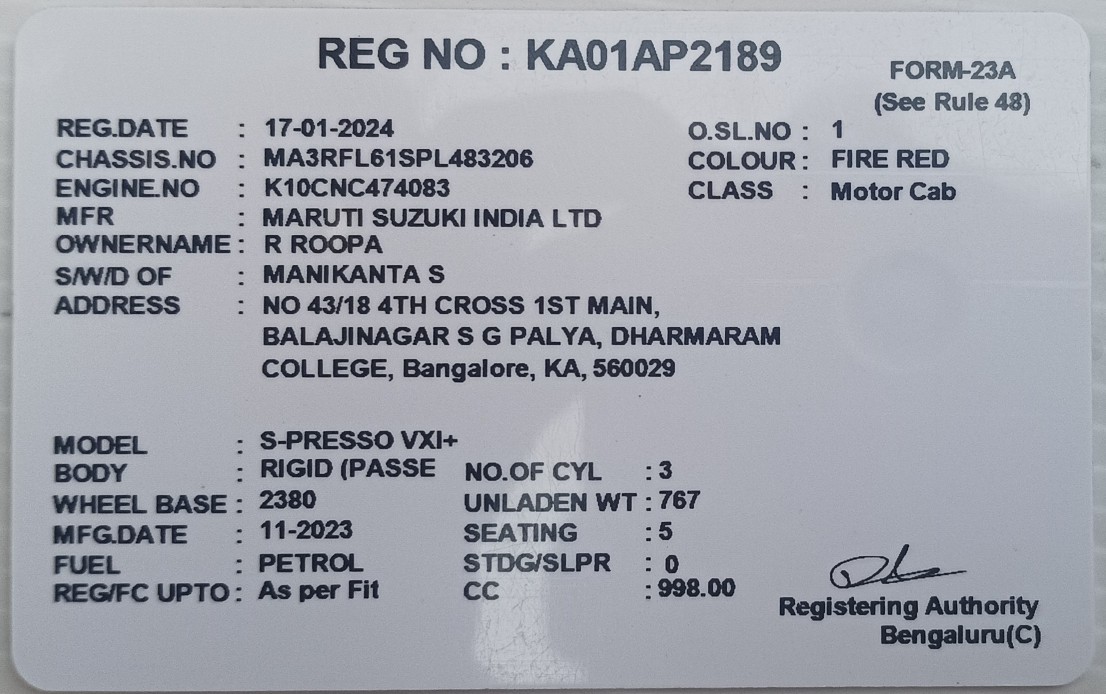 REG NO : KA01AP2189
FORM-23A
(See Rule 48)
REG.DATE : 17-01-2024 O.SL.NO : 1
CHASSIS.NO : MA3RFL61SPL483206 COLOUR : FIRE RED
ENGINE.NO : K10CNC474083 CLASS : Motor Cab
MFR : MARUTI SUZUKI INDIA LTD
OWNERNAME : R ROOPA
S/W/D OF : MANIKANTA S
ADDRESS : NO 43/18 4TH CROSS 1ST MAIN,
BALAJINAGAR S G PALYA, DHARMARAM
COLLEGE, Bangalore, KA, 560029
MODEL : S-PRESSO VXI+
BODY : RIGID (PASSE NO.OF CYL : 3
WHEEL BASE : 2380 UNLADEN WT : 767
MFG.DATE : 11-2023 SEATING : 5
FUEL : PETROL STDG/SLPR : 0
REG/FC UPTO : As per Fit CC : 998.00
Registering Authority
Bengaluru(C)